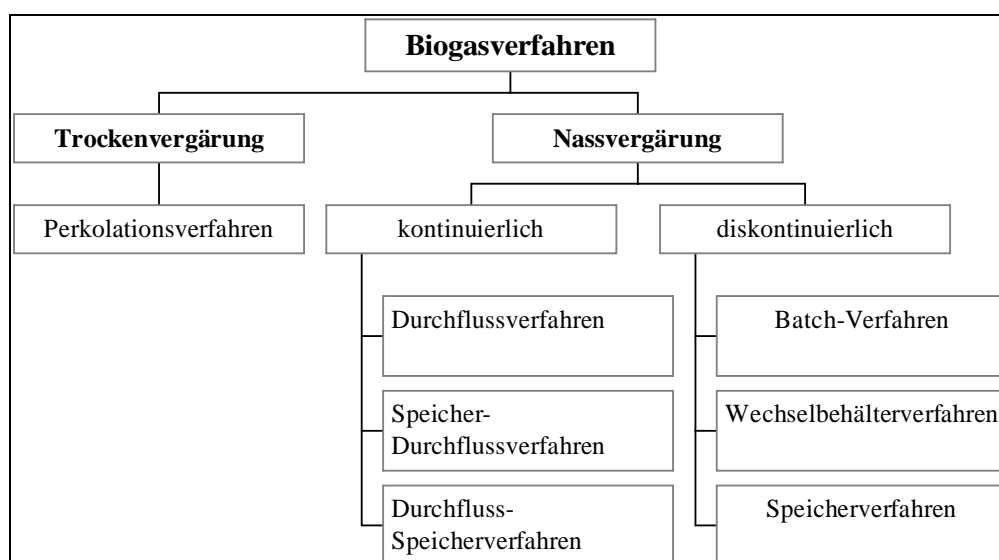 Biogasverfahren
Trockenvergärung
Nassvergärung
Perkolationsverfahren
kontinuierlich
diskontinuierlich
Durchflussverfahren
Batch-Verfahren
Speicher-
Durchflussverfahren
Wechselbehälterverfahren
Durchfluss-
Speicherverfahren
Speicherverfahren